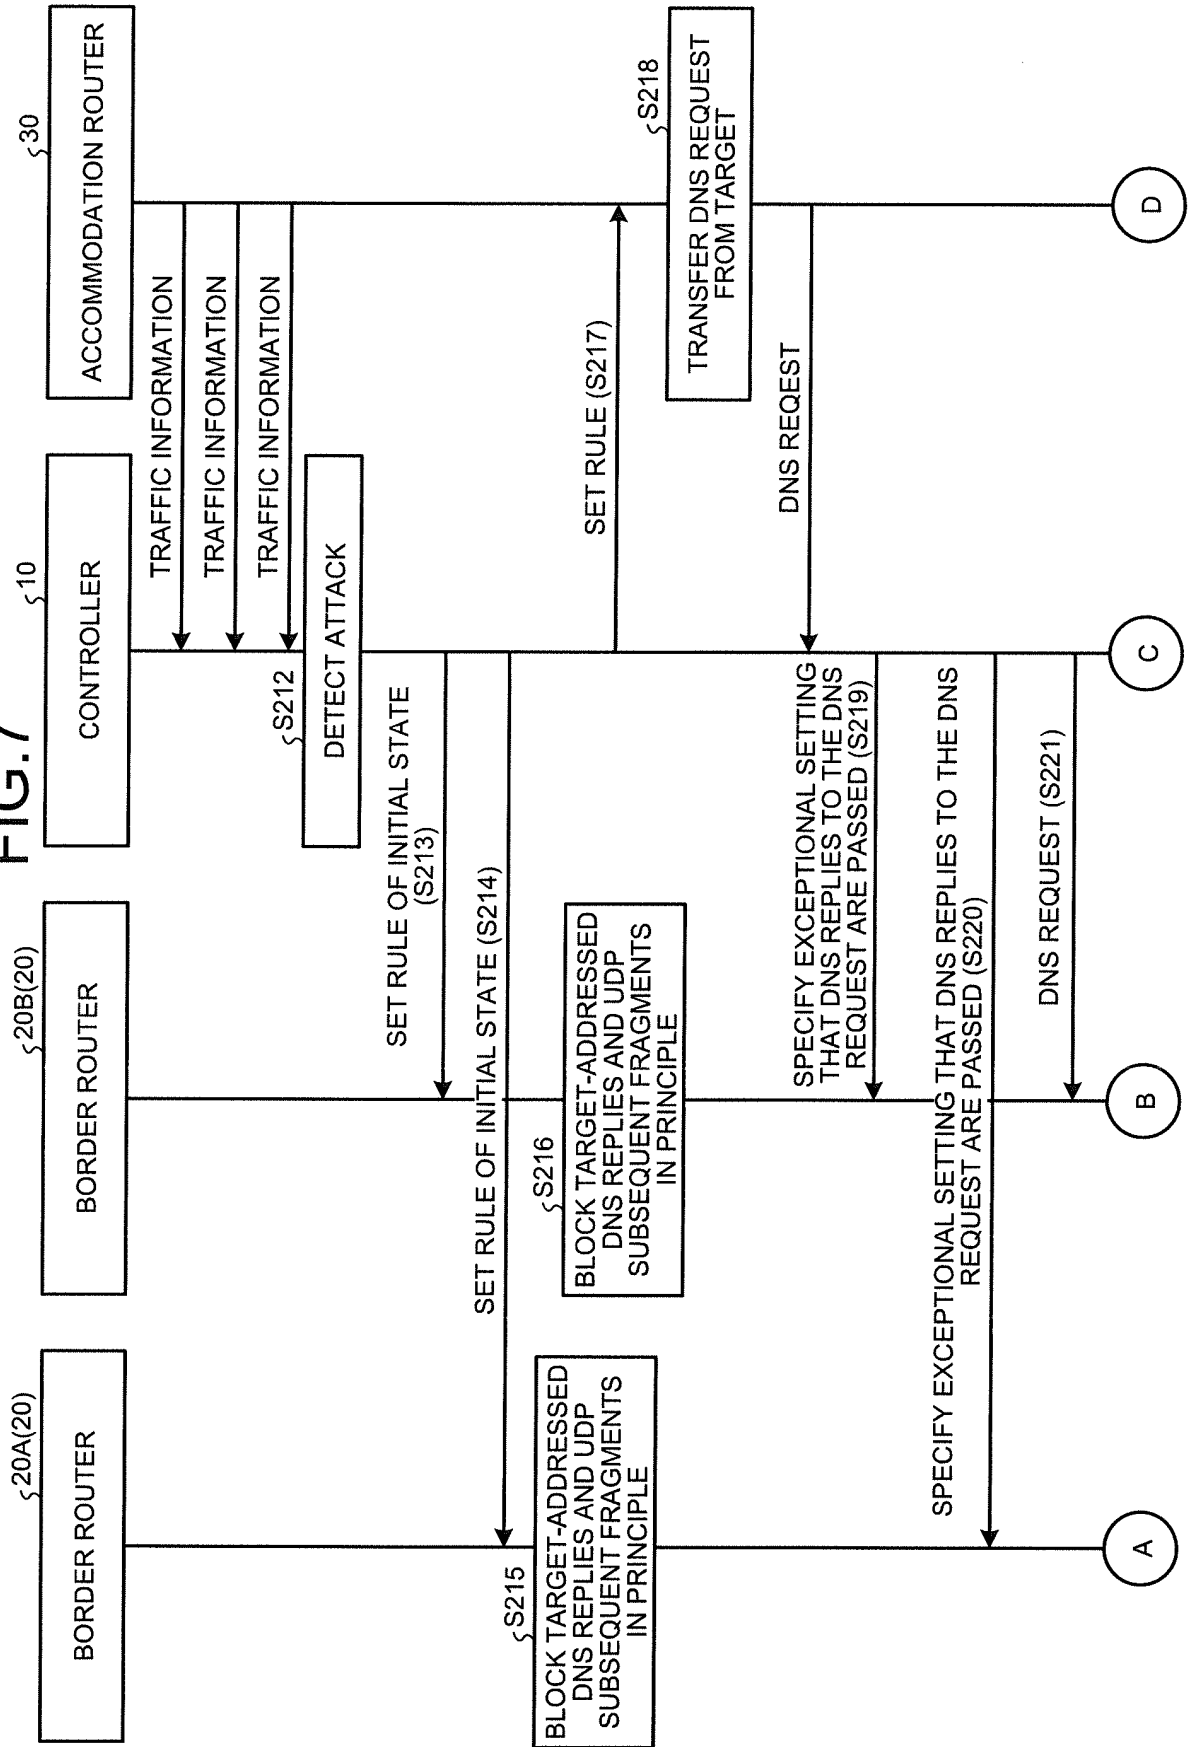 FIG.7
20A(20)
BORDER ROUTER
20B(20)
BORDER ROUTER
10
CONTROLLER
30
ACCOMMODATION ROUTER
TRAFFIC INFORMATION
TRAFFIC INFORMATION
TRAFFIC INFORMATION
S212
DETECT ATTACK
SET RULE OF INITIAL STATE
(S213)
SET RULE OF INITIAL STATE (S214)
S215
BLOCK TARGET-ADDRESSED
DNS REPLIES AND UDP
SUBSEQUENT FRAGMENTS
IN PRINCIPLE
S216
BLOCK TARGET-ADDRESSED
DNS REPLIES AND UDP
SUBSEQUENT FRAGMENTS
IN PRINCIPLE
SET RULE (S217)
S218
TRANSFER DNS REQUEST
FROM TARGET
DNS REQEST
SPECIFY EXCEPTIONAL SETTING
THAT DNS REPLIES TO THE DNS
REQUEST ARE PASSED (S219)
SPECIFY EXCEPTIONAL SETTING THAT DNS REPLIES TO THE DNS
REQUEST ARE PASSED (S220)
DNS REQUEST (S221)
A
B
C
D